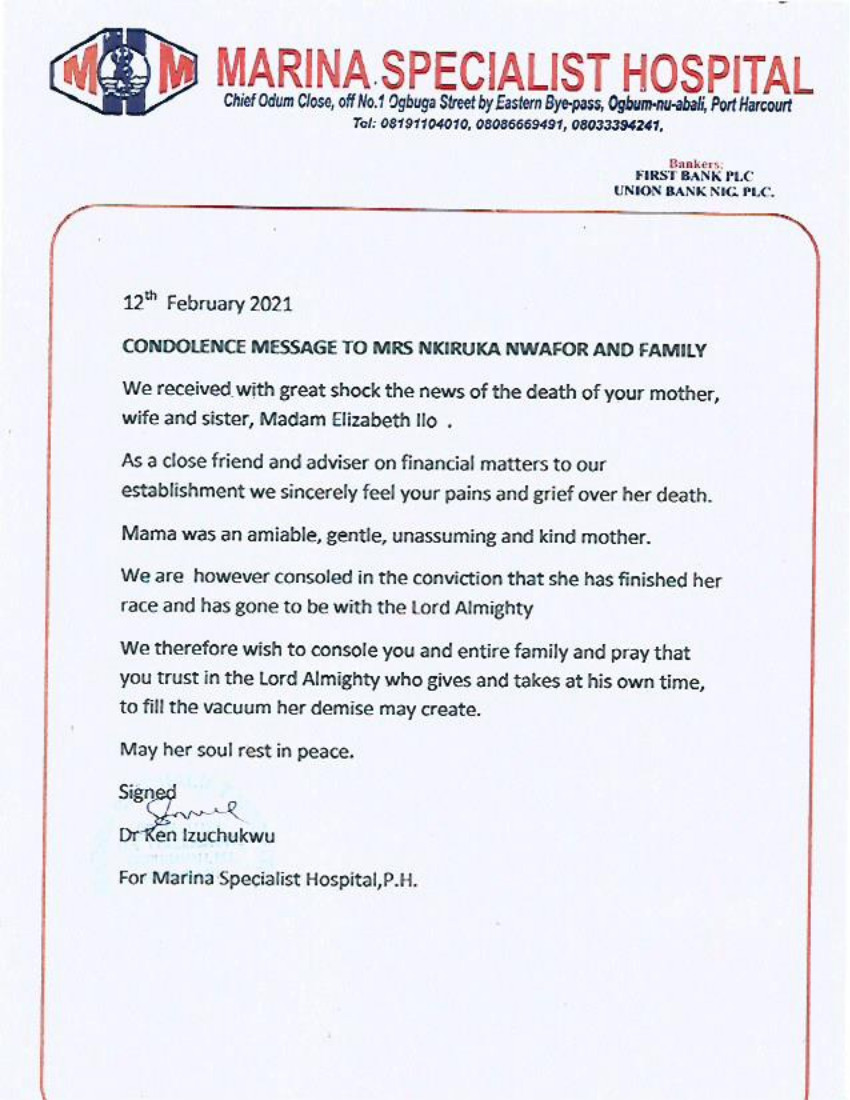 M M MARINA SPECIALIST HOSPITAL
Chief Odum Close, off No.1 Ogbuga Street by Eastern Bye-pass, Ogbum-nu-abali, Port Harcourt
Tel: 08191104010, 08086669491, 08033394241,
Bankers:
FIRST BANK PLC
UNION BANK NIG. PLC.
12th February 2021
CONDOLENCE MESSAGE TO MRS NKIRUKA NWAFOR AND FAMILY
We received with great shock the news of the death of your mother,
wife and sister, Madam Elizabeth Ilo .
As a close friend and adviser on financial matters to our
establishment we sincerely feel your pains and grief over her death.
Mama was an amiable, gentle, unassuming and kind mother.
We are however consoled in the conviction that she has finished her
race and has gone to be with the Lord Almighty
We therefore wish to console you and entire family and pray that
you trust in the Lord Almighty who gives and takes at his own time,
to fill the vacuum her demise may create.
May her soul rest in peace.
Signed
Dr Ken Izuchukwu
For Marina Specialist Hospital,P.H.